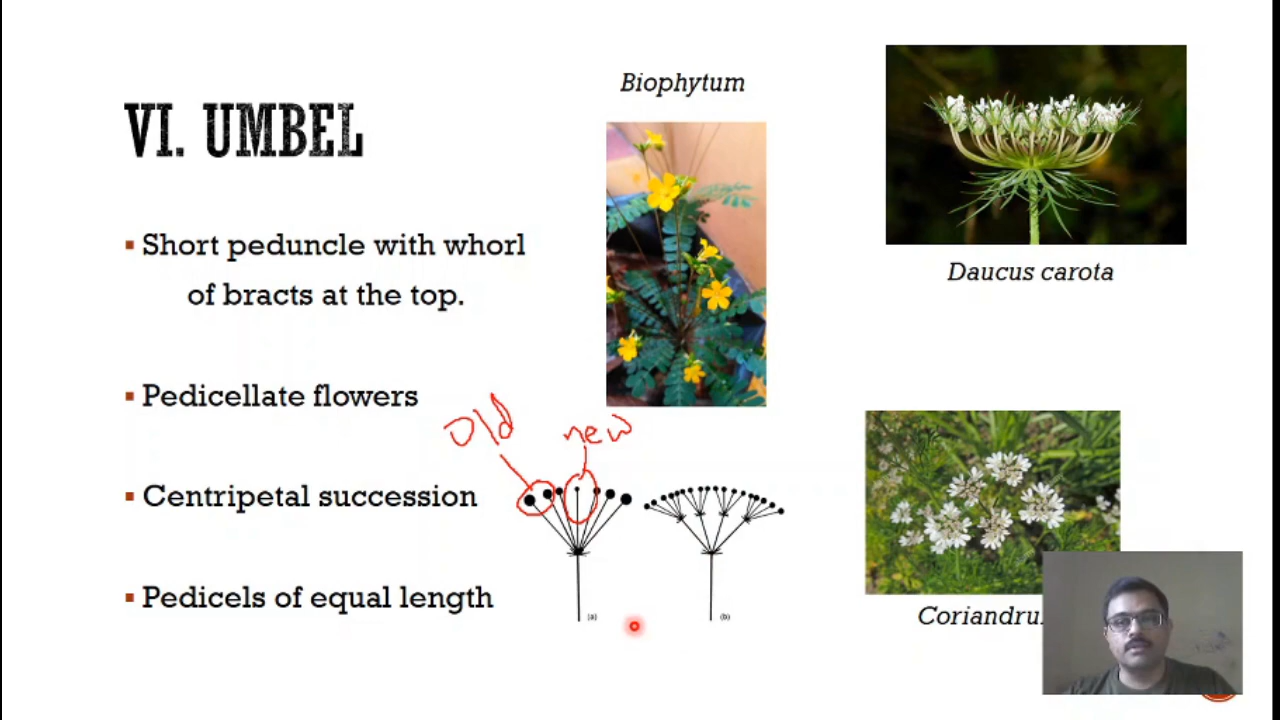 VI. UMBEL
Short peduncle with whorl
of bracts at the top.
Pedicellate flowers
Centripetal succession
Pedicels of equal length
Biophytum
Daucus carota
old
new
(a)
(b)